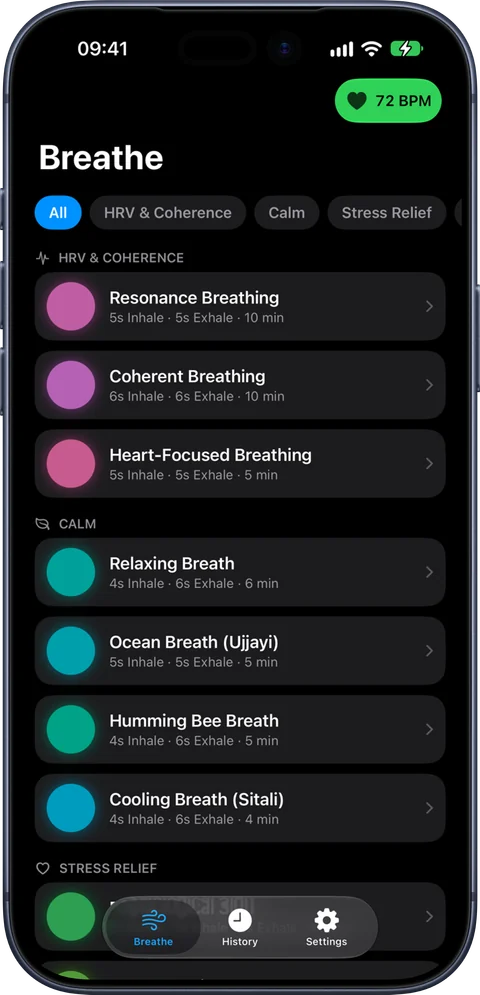 09:41
72 BPM
Breathe
All
HRV & Coherence
Calm
Stress Relief
HRV & COHERENCE
Resonance Breathing
5s Inhale · 5s Exhale · 10 min
Coherent Breathing
6s Inhale · 6s Exhale · 10 min
Heart-Focused Breathing
5s Inhale · 5s Exhale · 5 min
CALM
Relaxing Breath
4s Inhale · 6s Exhale · 6 min
Ocean Breath (Ujjayi)
5s Inhale · 5s Exhale · 5 min
Humming Bee Breath
4s Inhale · 6s Exhale · 5 min
Cooling Breath (Sitali)
4s Inhale · 6s Exhale · 4 min
STRESS RELIEF
Breathe
History
Settings